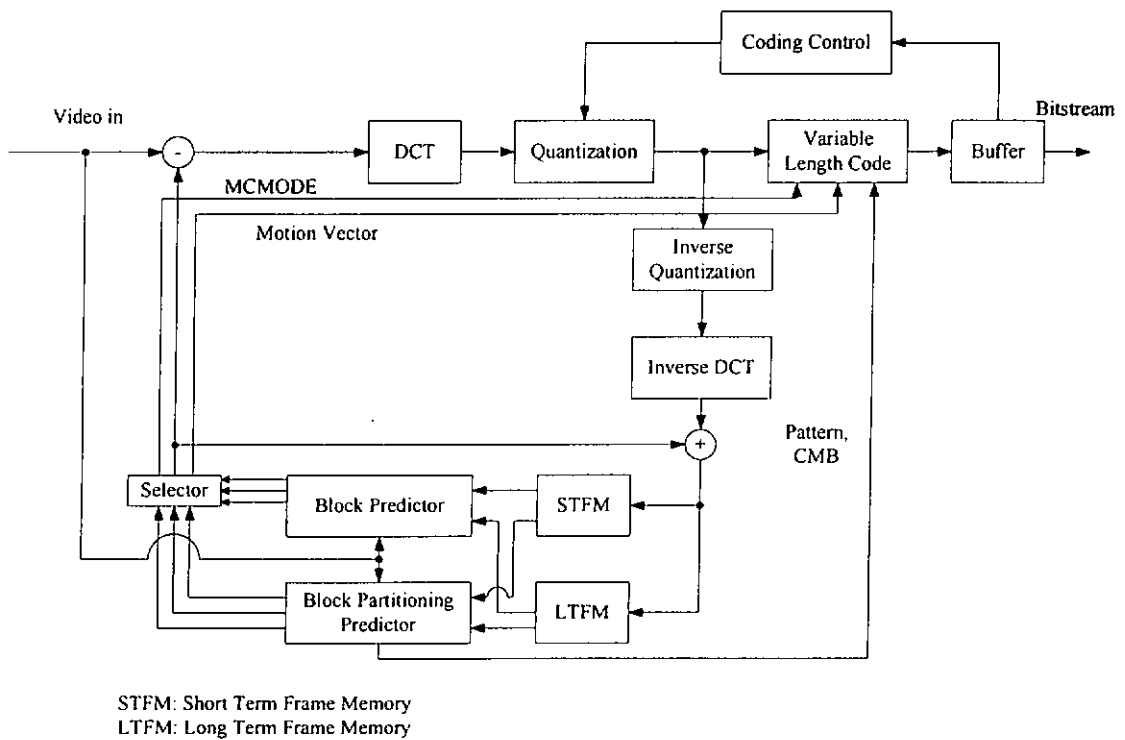 Coding Control
Video in
Bitstream
-
DCT
Quantization
Variable
Length Code
Buffer
MCMODE
Motion Vector
Inverse
Quantization
Inverse DCT
+
Pattern,
CMB
Selector
Block Predictor
STFM
Block Partitioning
Predictor
LTFM
STFM: Short Term Frame Memory
LTFM: Long Term Frame Memory